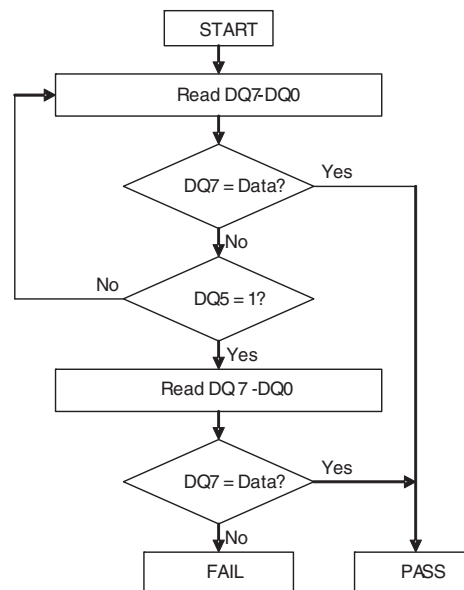 START
Read DQ7-DQ0
DQ7 = Data?
Yes
No
DQ5 = 1?
No
Yes
Read DQ 7 -DQ0
DQ7 = Data?
Yes
No
FAIL
PASS